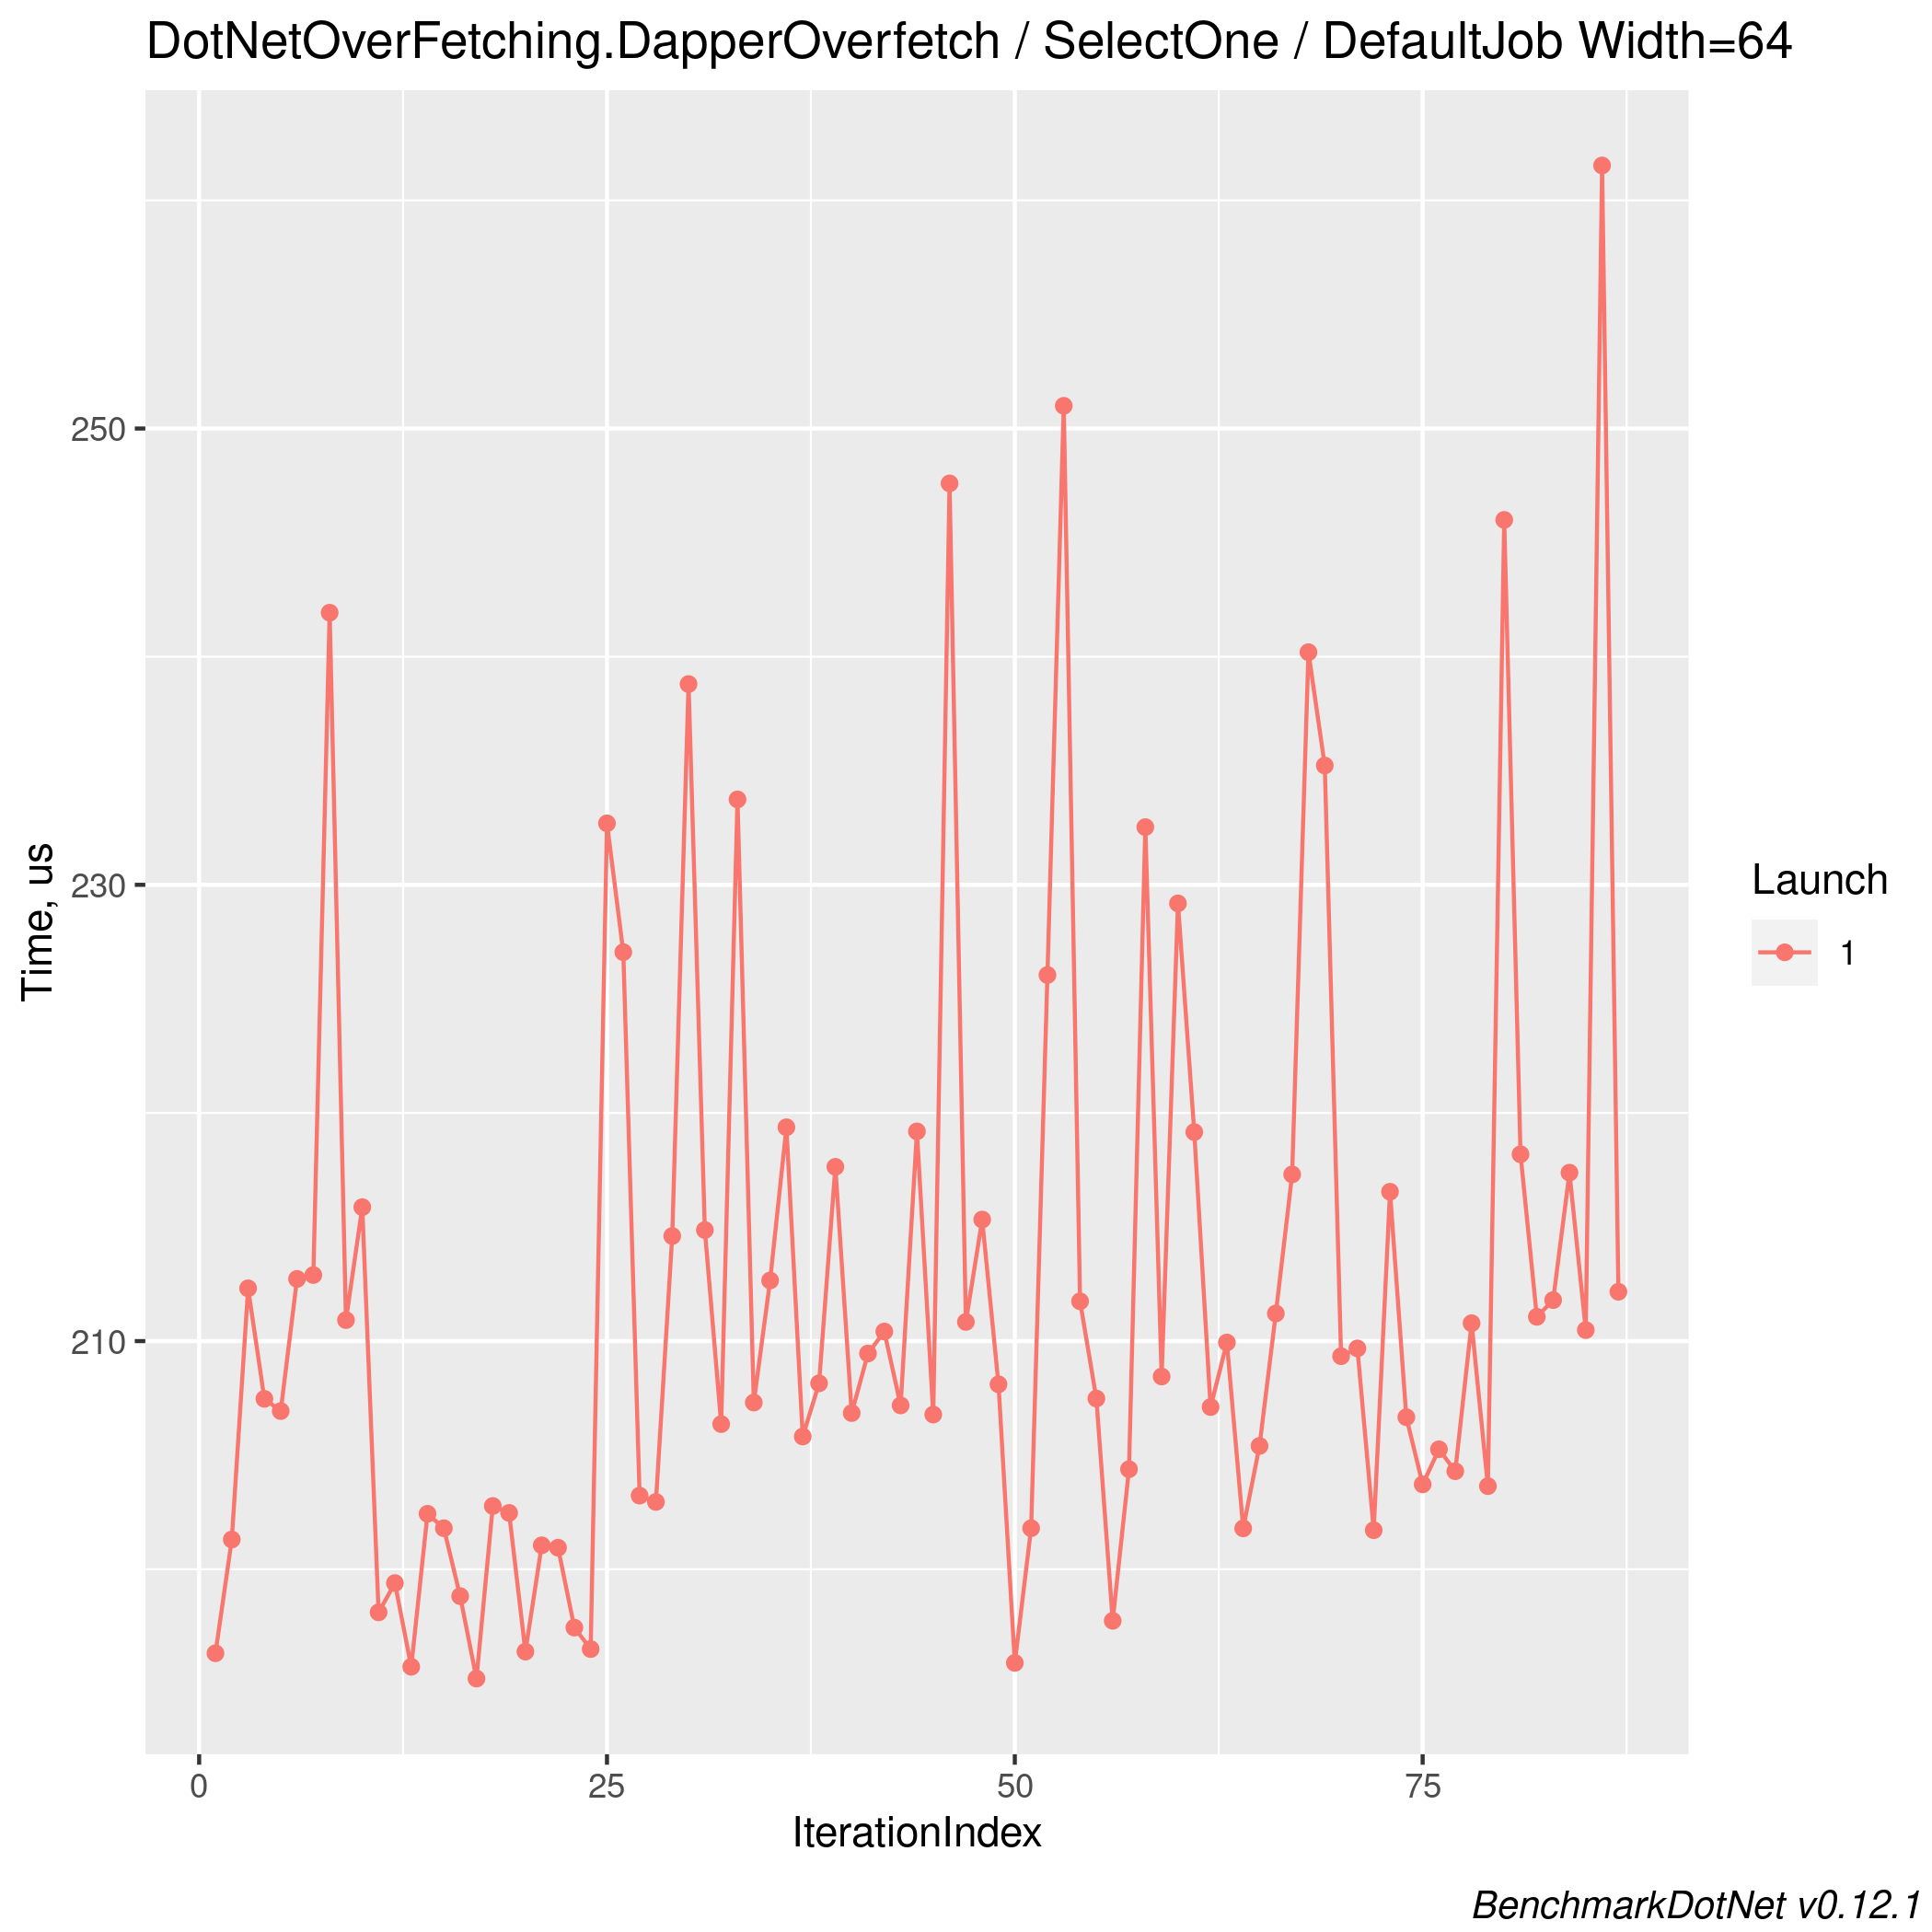 DotNetOverFetching.DapperOverfetch / SelectOne / DefaultJob Width=64
250
230
210
Time, us
0 25 50 75
IterationIndex
Launch
1
BenchmarkDotNet v0.12.1